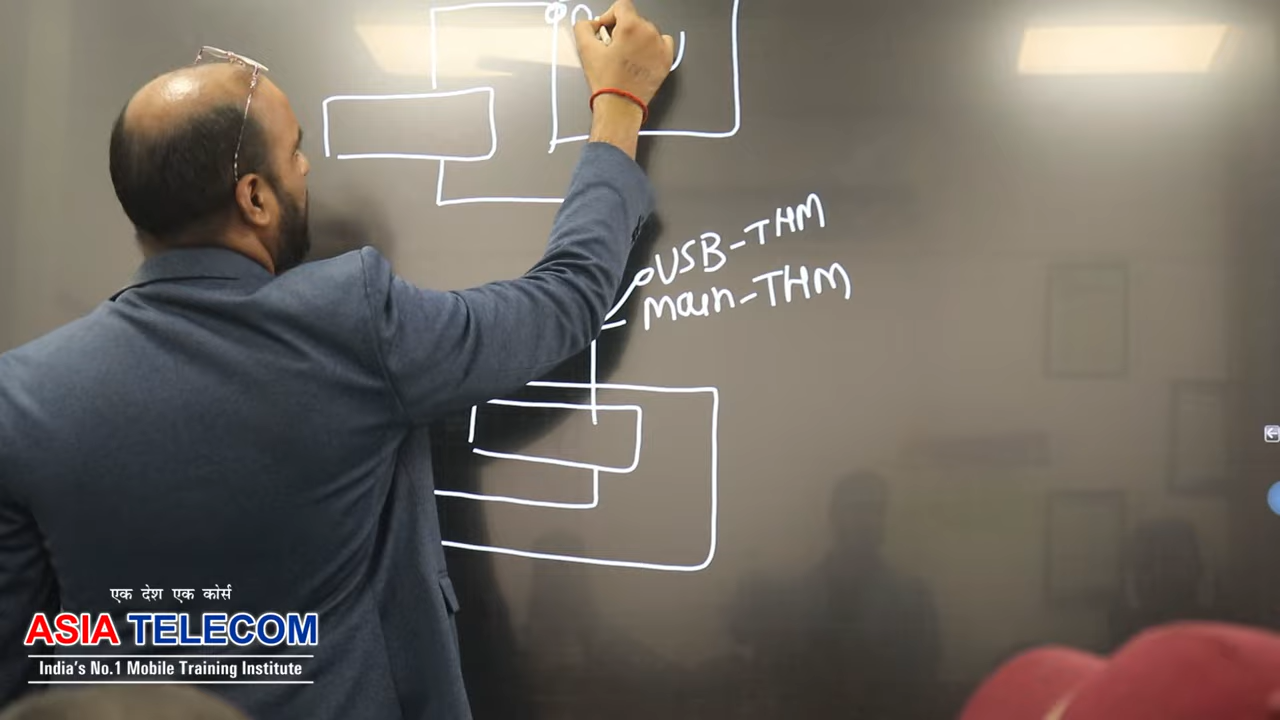 USB-THM
Main-THM
एक देश एक कोर्स
ASIA TELECOM
India's No.1 Mobile Training Institute